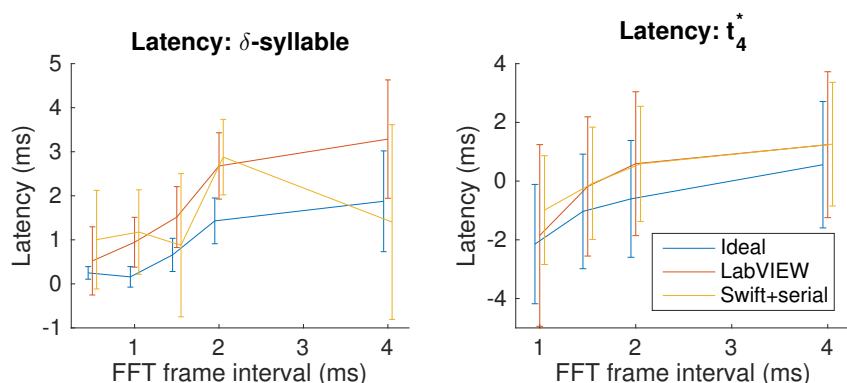 Latency: δ-syllable
Latency (ms)
5
4
3
2
1
0
-1
1
2
3
4
FFT frame interval (ms)
Latency: t₄*
Latency (ms)
4
2
0
-2
-4
1
2
3
4
FFT frame interval (ms)
Ideal
LabVIEW
Swift+serial